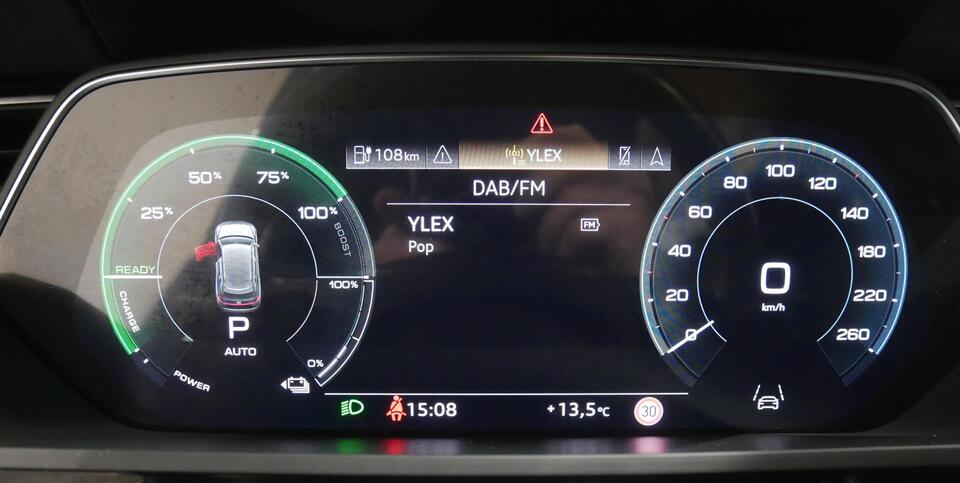 108km
YLEX
DAB/FM
YLEX
FM
Pop
25%
50%
75%
100%
BOOST
READY
CHARGE
POWER
100%
0%
P
AUTO
0
20
40
60
80
100
120
140
180
220
260
0
km/h
15:08
+13,5°C
30